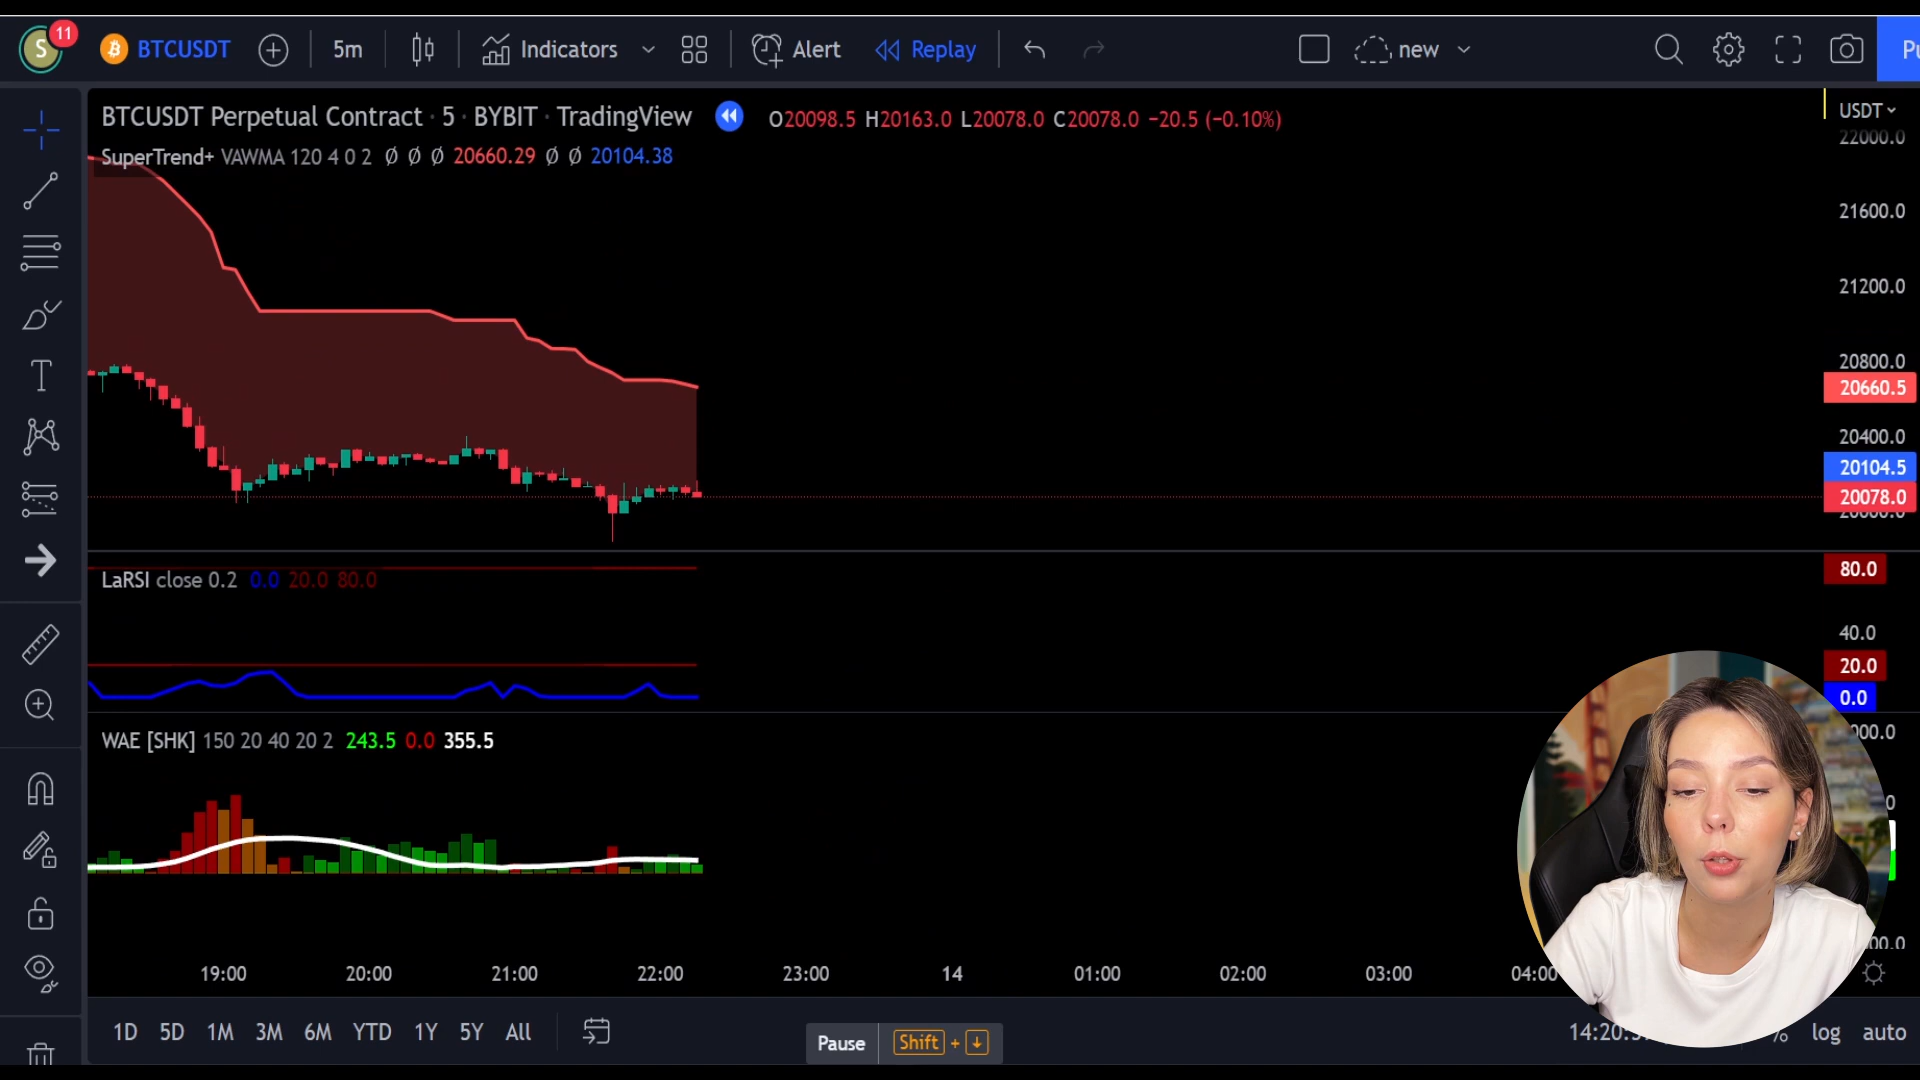 S 11 BTCUSDT 5m Indicators Alert Replay new
BTCUSDT Perpetual Contract · 5 · BYBIT · TradingView O20098.5 H20163.0 L20078.0 C20078.0 −20.5 (−0.10%)
SuperTrend+ VAWMA 120 4 0 2 Ø Ø Ø 20660.29 Ø Ø 20104.38
USDT
22000.0
21600.0
21200.0
20800.0
20660.5
20400.0
20104.5
20078.0
20000.0
LaRSI close 0.2 0.0 20.0 80.0
80.0
40.0
20.0
0.0
WAE [SHK] 150 20 40 20 2 243.5 0.0 355.5
19:00 20:00 21:00 22:00 23:00 14 01:00 02:00 03:00 04:00
1D 5D 1M 3M 6M YTD 1Y 5Y All
Pause Shift + ↓
% log auto